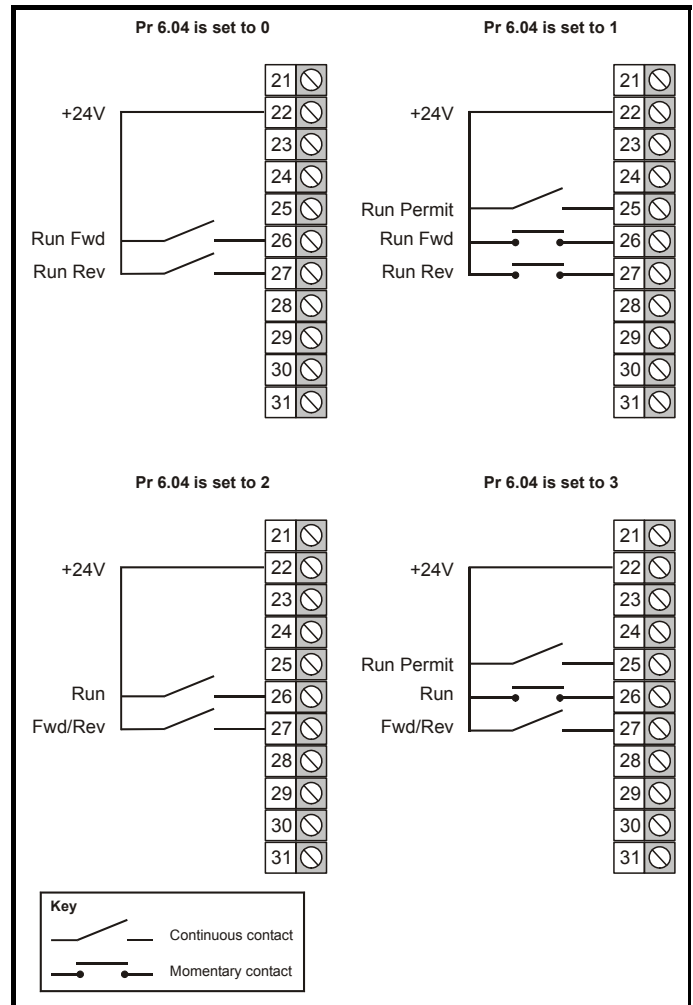 Pr 6.04 is set to 0
21
+24V 22
23
24
25
Run Fwd 26
Run Rev 27
28
29
30
31
Pr 6.04 is set to 1
21
+24V 22
23
24
Run Permit 25
Run Fwd 26
Run Rev 27
28
29
30
31
Pr 6.04 is set to 2
21
+24V 22
23
24
25
Run 26
Fwd/Rev 27
28
29
30
31
Pr 6.04 is set to 3
21
+24V 22
23
24
Run Permit 25
Run 26
Fwd/Rev 27
28
29
30
31
Key
Continuous contact
Momentary contact